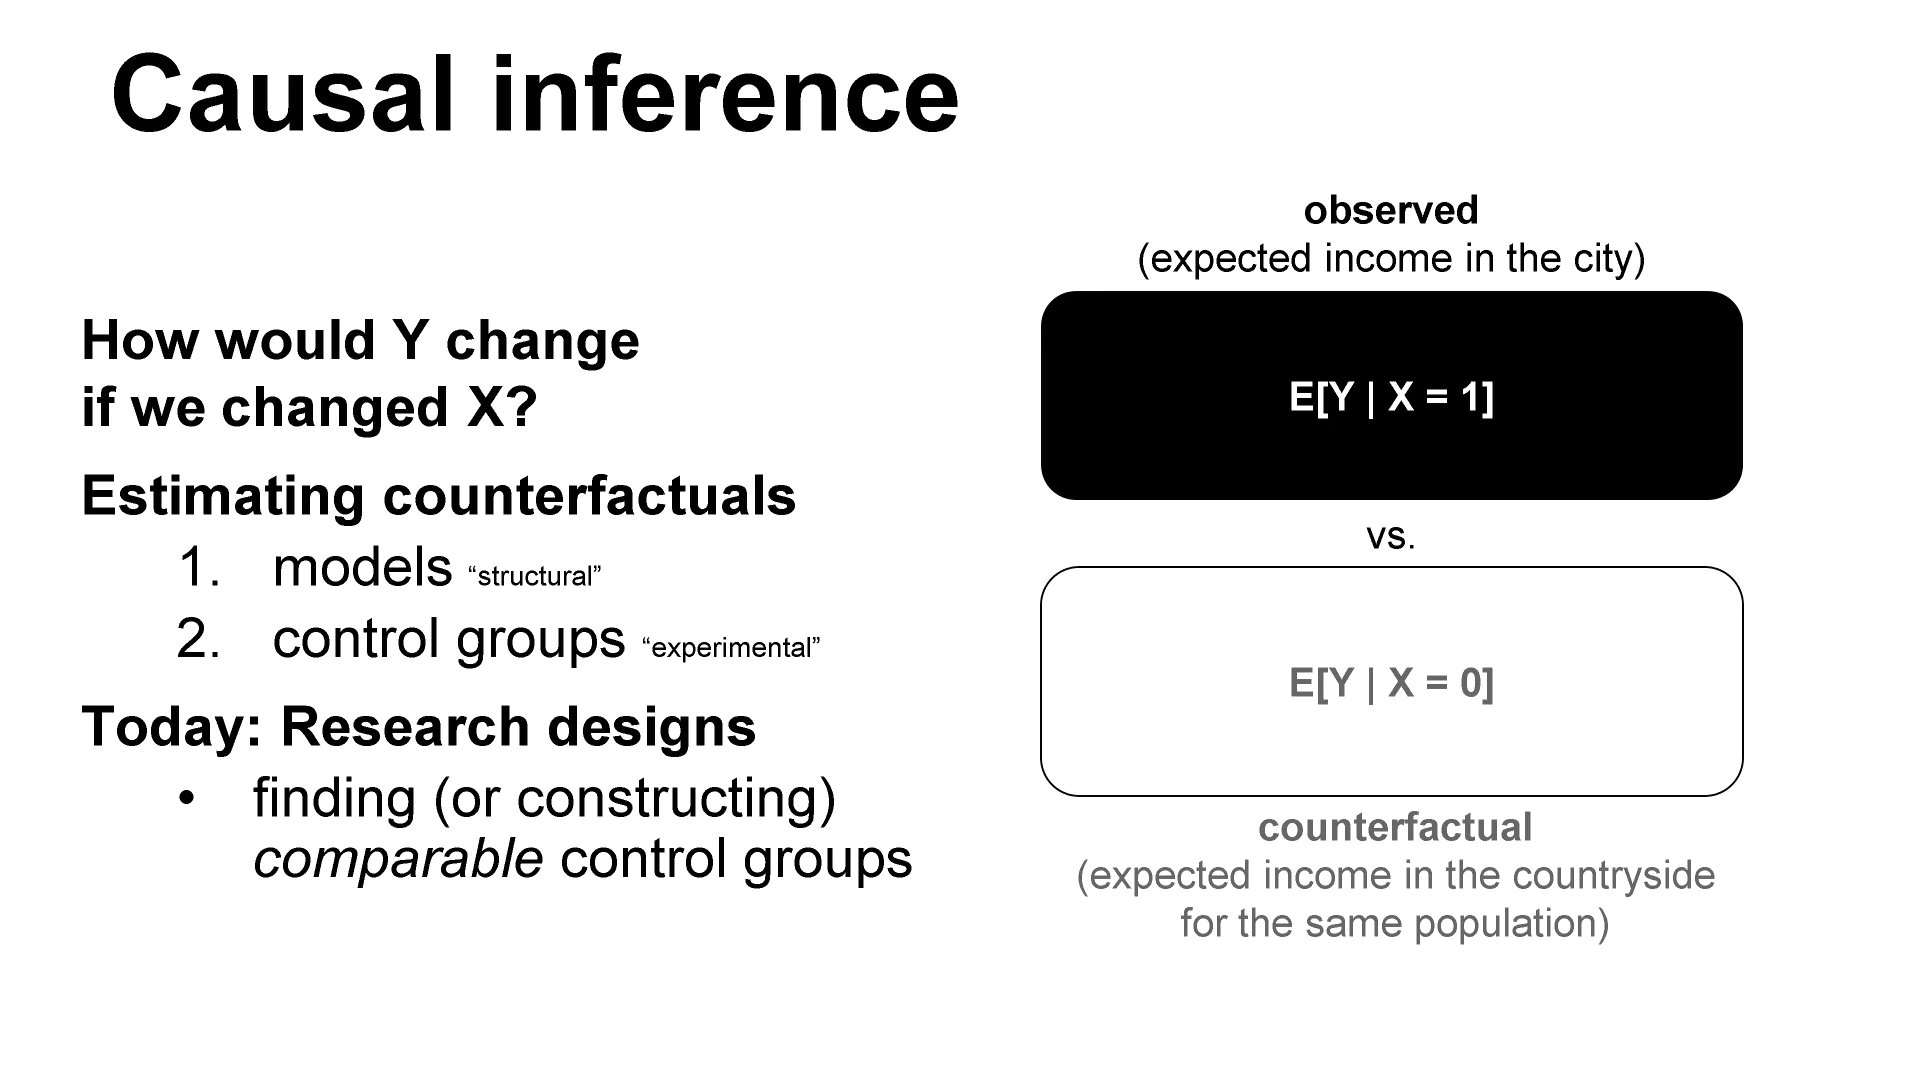 Causal inference
How would Y change
if we changed X?
Estimating counterfactuals
1. models “structural”
2. control groups “experimental”
Today: Research designs
• finding (or constructing)
comparable control groups
observed
(expected income in the city)
E[Y | X = 1]
vs.
E[Y | X = 0]
counterfactual
(expected income in the countryside
for the same population)